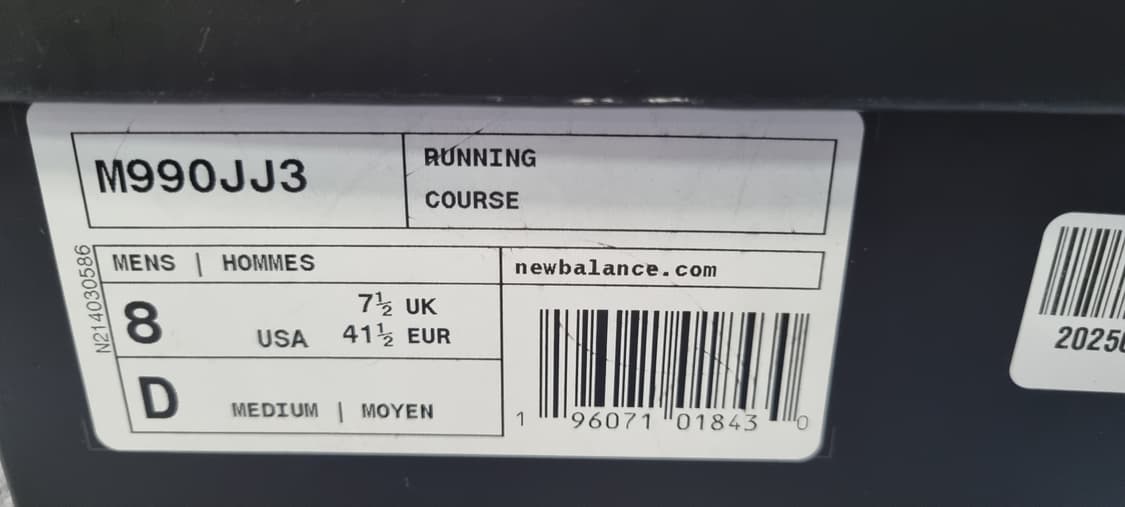 M990JJ3
RUNNING
COURSE
N214030586
MENS | HOMMES
newbalance.com
8 USA
7½ UK
41½ EUR
D MEDIUM | MOYEN
1 96071 01843 0